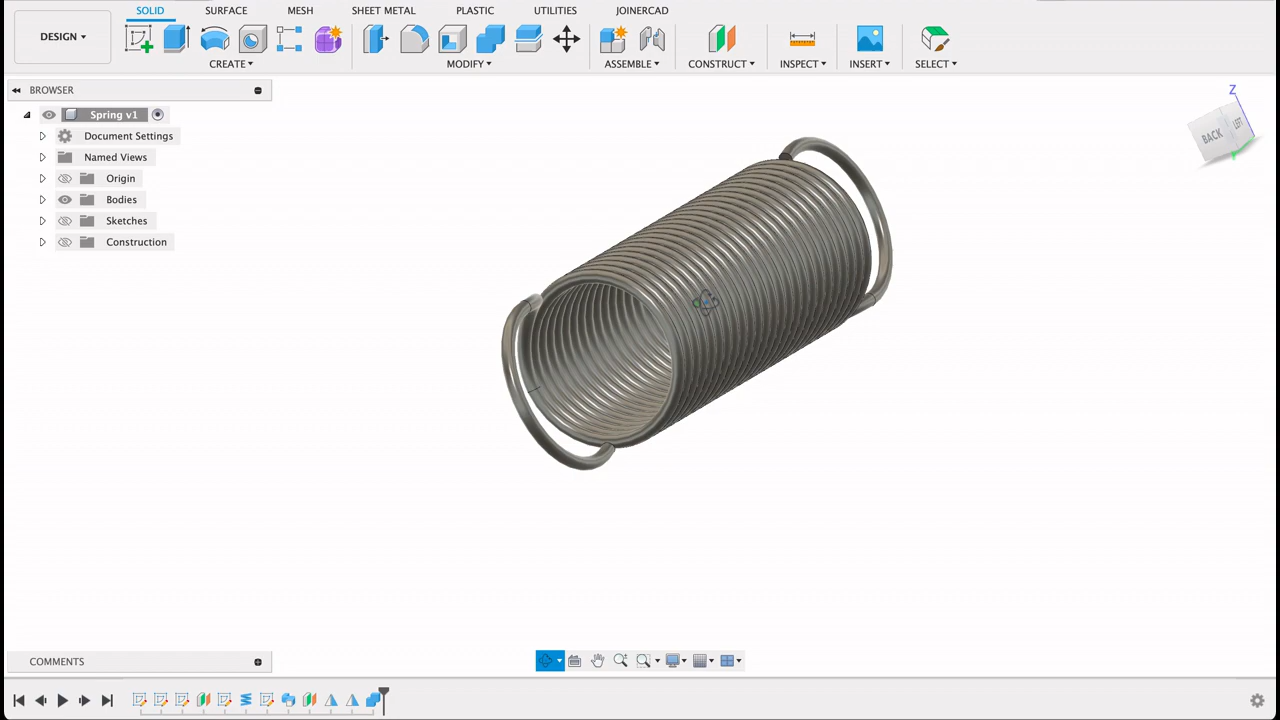 SOLID SURFACE MESH SHEET METAL PLASTIC UTILITIES JOINERCAD
DESIGN
CREATE MODIFY ASSEMBLE CONSTRUCT INSPECT INSERT SELECT
BROWSER
Spring v1
Document Settings
Named Views
Origin
Bodies
Sketches
Construction
Z
BACK LEFT
COMMENTS